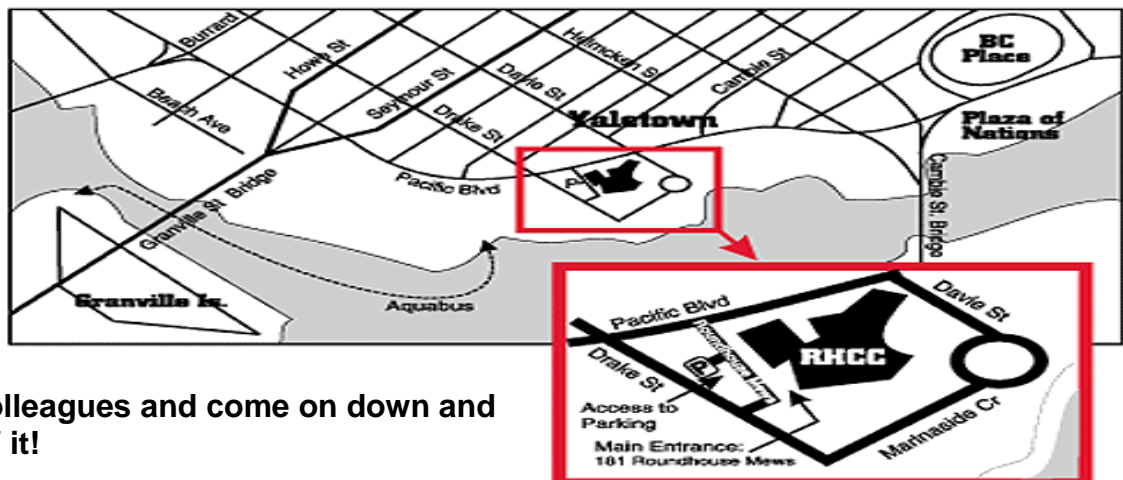 Burrard
Howe St
Helmcken S
BC
Place
Beach Ave
Seymour St
Davie St
Cambie St
Drake St
Yaletown
Plaza of
Nations
Pacific Blvd
P
Granville St Bridge
Cambie St. Bridge
Granville Is.
Aquabus
Pacific Blvd
Davie St
Roundhouse Mews
RHCC
Drake St
P
Access to
Parking
Marinaside Cr
Main Entrance:
181 Roundhouse Mews
olleagues and come on down and
it!